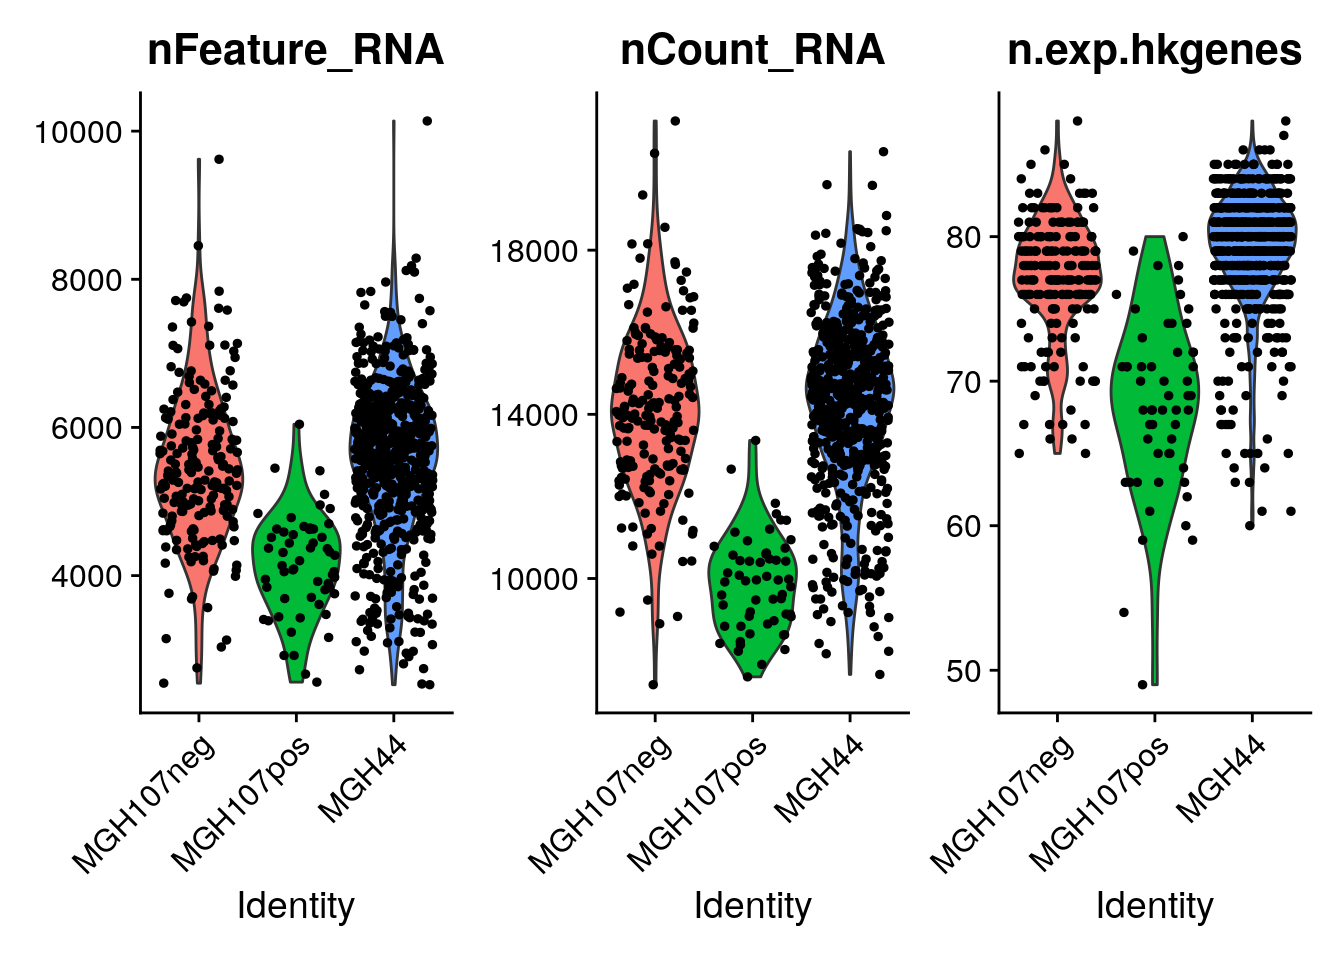 nFeature_RNA
10000
8000
6000
4000
MGH107neg
MGH107pos
MGH44
Identity
nCount_RNA
18000
14000
10000
MGH107neg
MGH107pos
MGH44
Identity
n.exp.hkgenes
80
70
60
50
MGH107neg
MGH107pos
MGH44
Identity